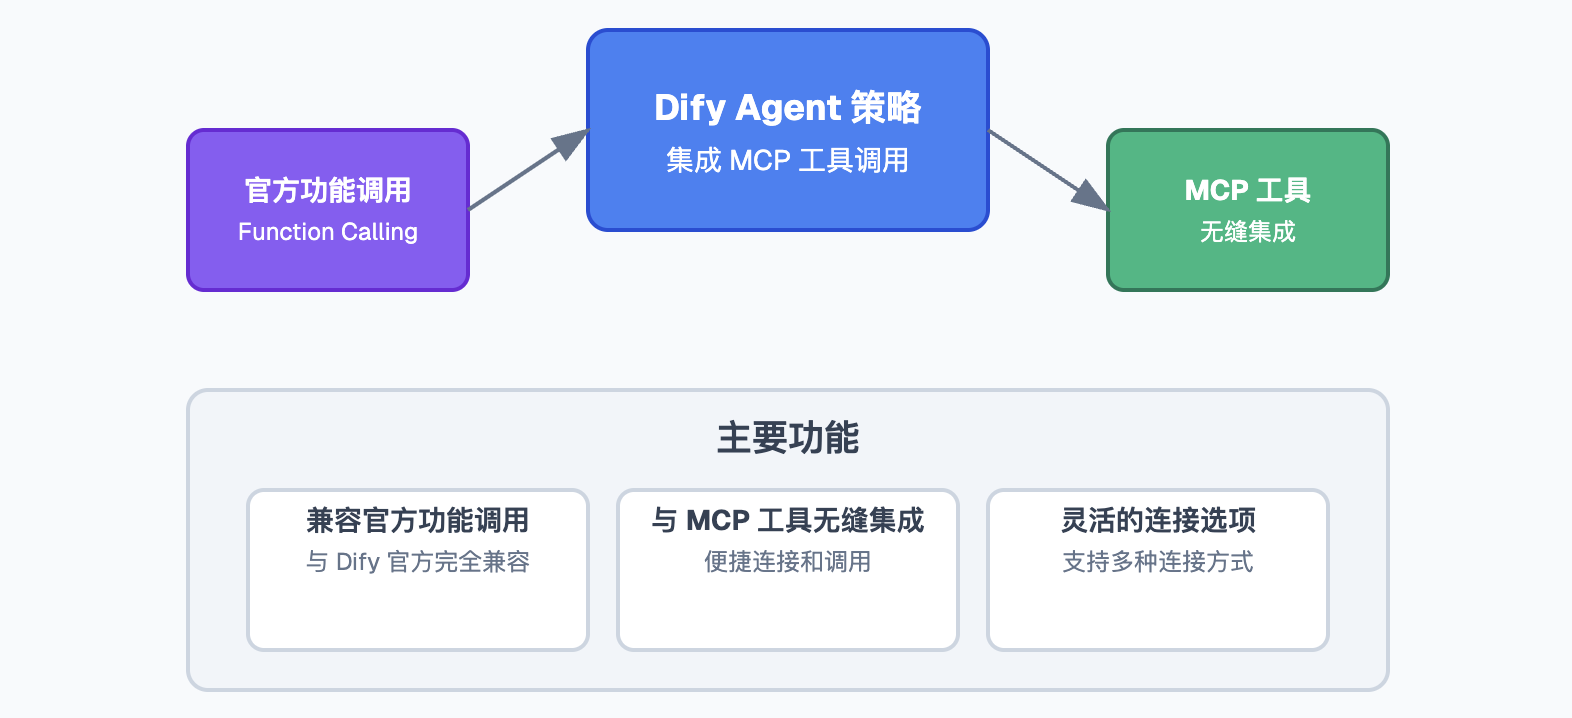 Dify Agent 策略
集成 MCP 工具调用
官方功能调用
Function Calling
MCP 工具
无缝集成
主要功能
兼容官方功能调用
与 Dify 官方完全兼容
与 MCP 工具无缝集成
便捷连接和调用
灵活的连接选项
支持多种连接方式